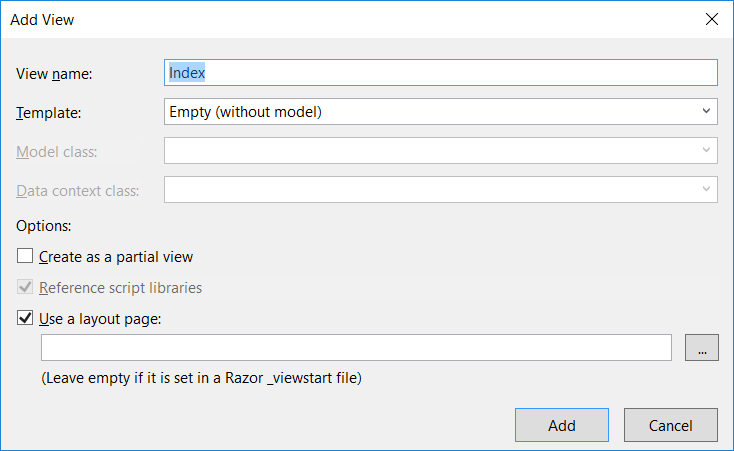 Add View
View name: Index
Template: Empty (without model)
Model class:
Data context class:
Options:
Create as a partial view
Reference script libraries
Use a layout page:
...
(Leave empty if it is set in a Razor _viewstart file)
Add Cancel